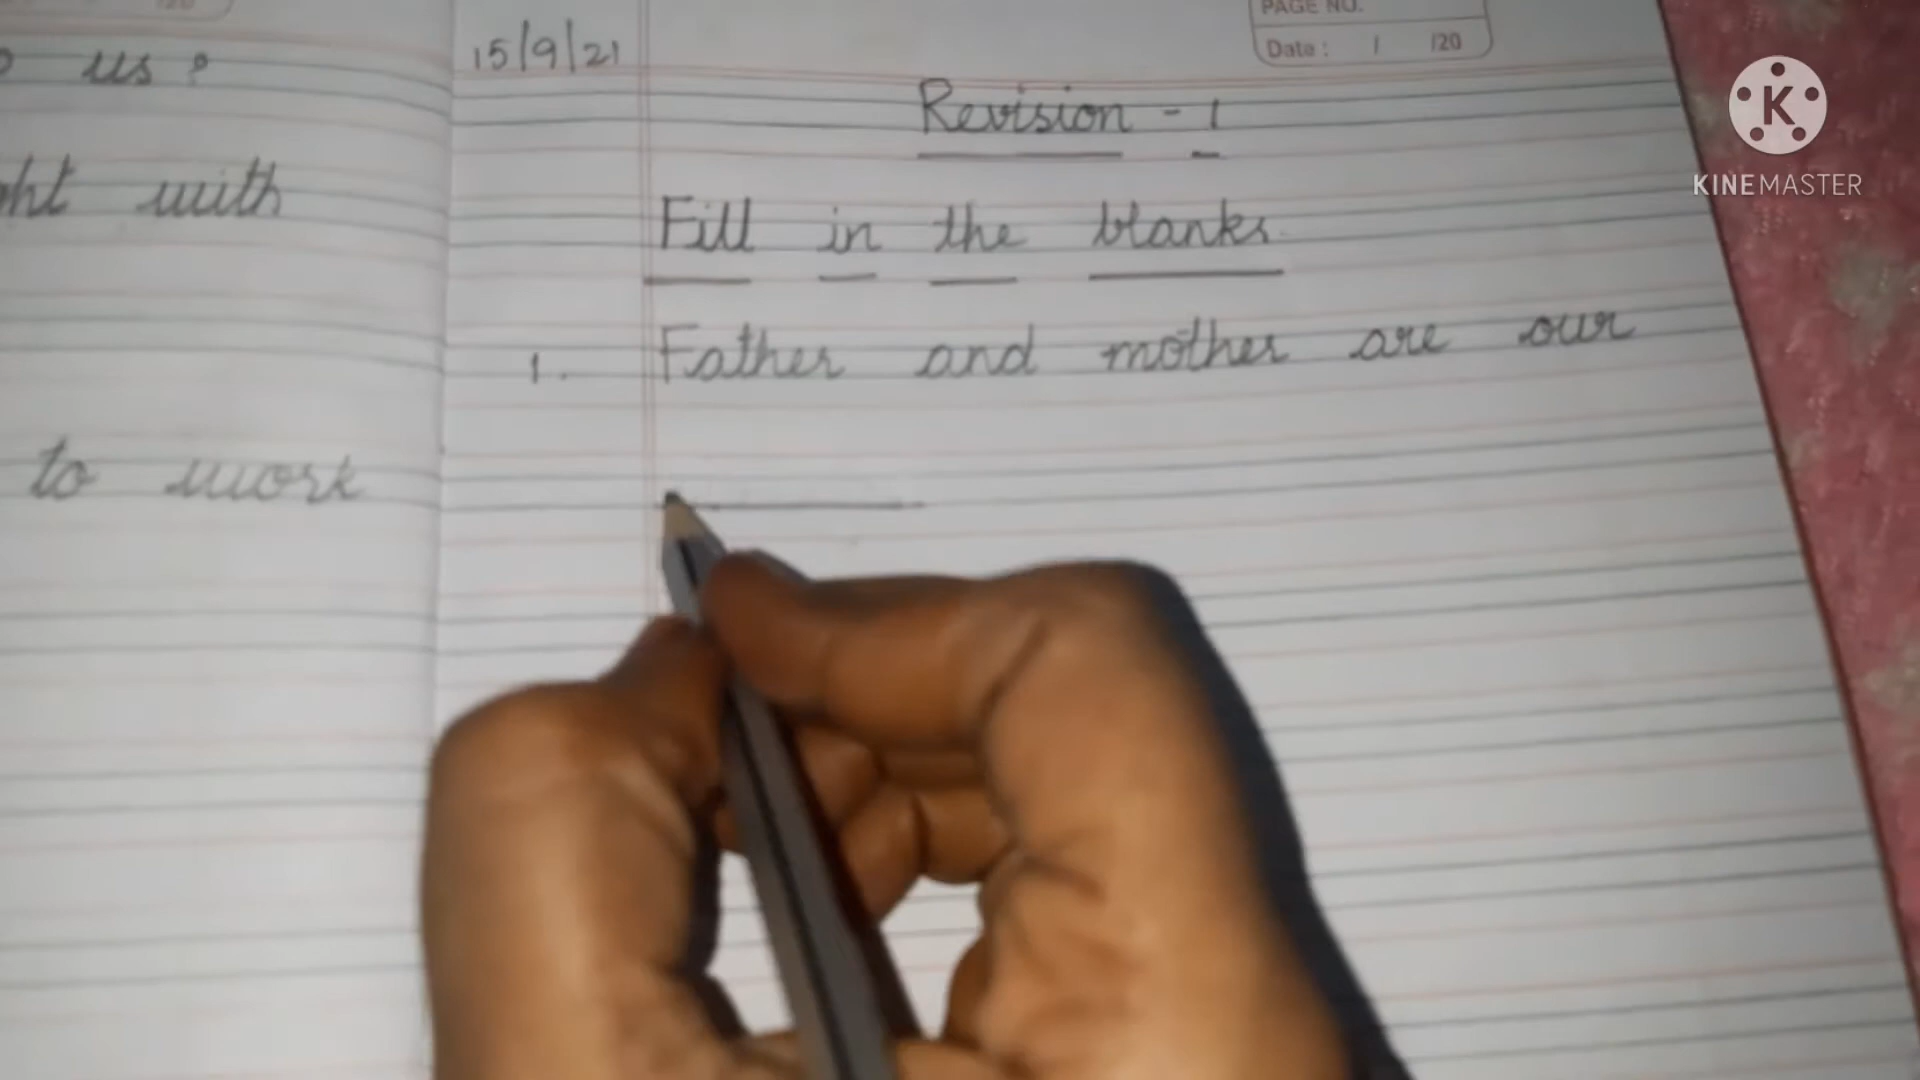 us?
with
to work
PAGE NO.
Date: / /20
15/9/21
Revision - 1
Fill in the blanks
1. Father and mother are our
KINEMASTER